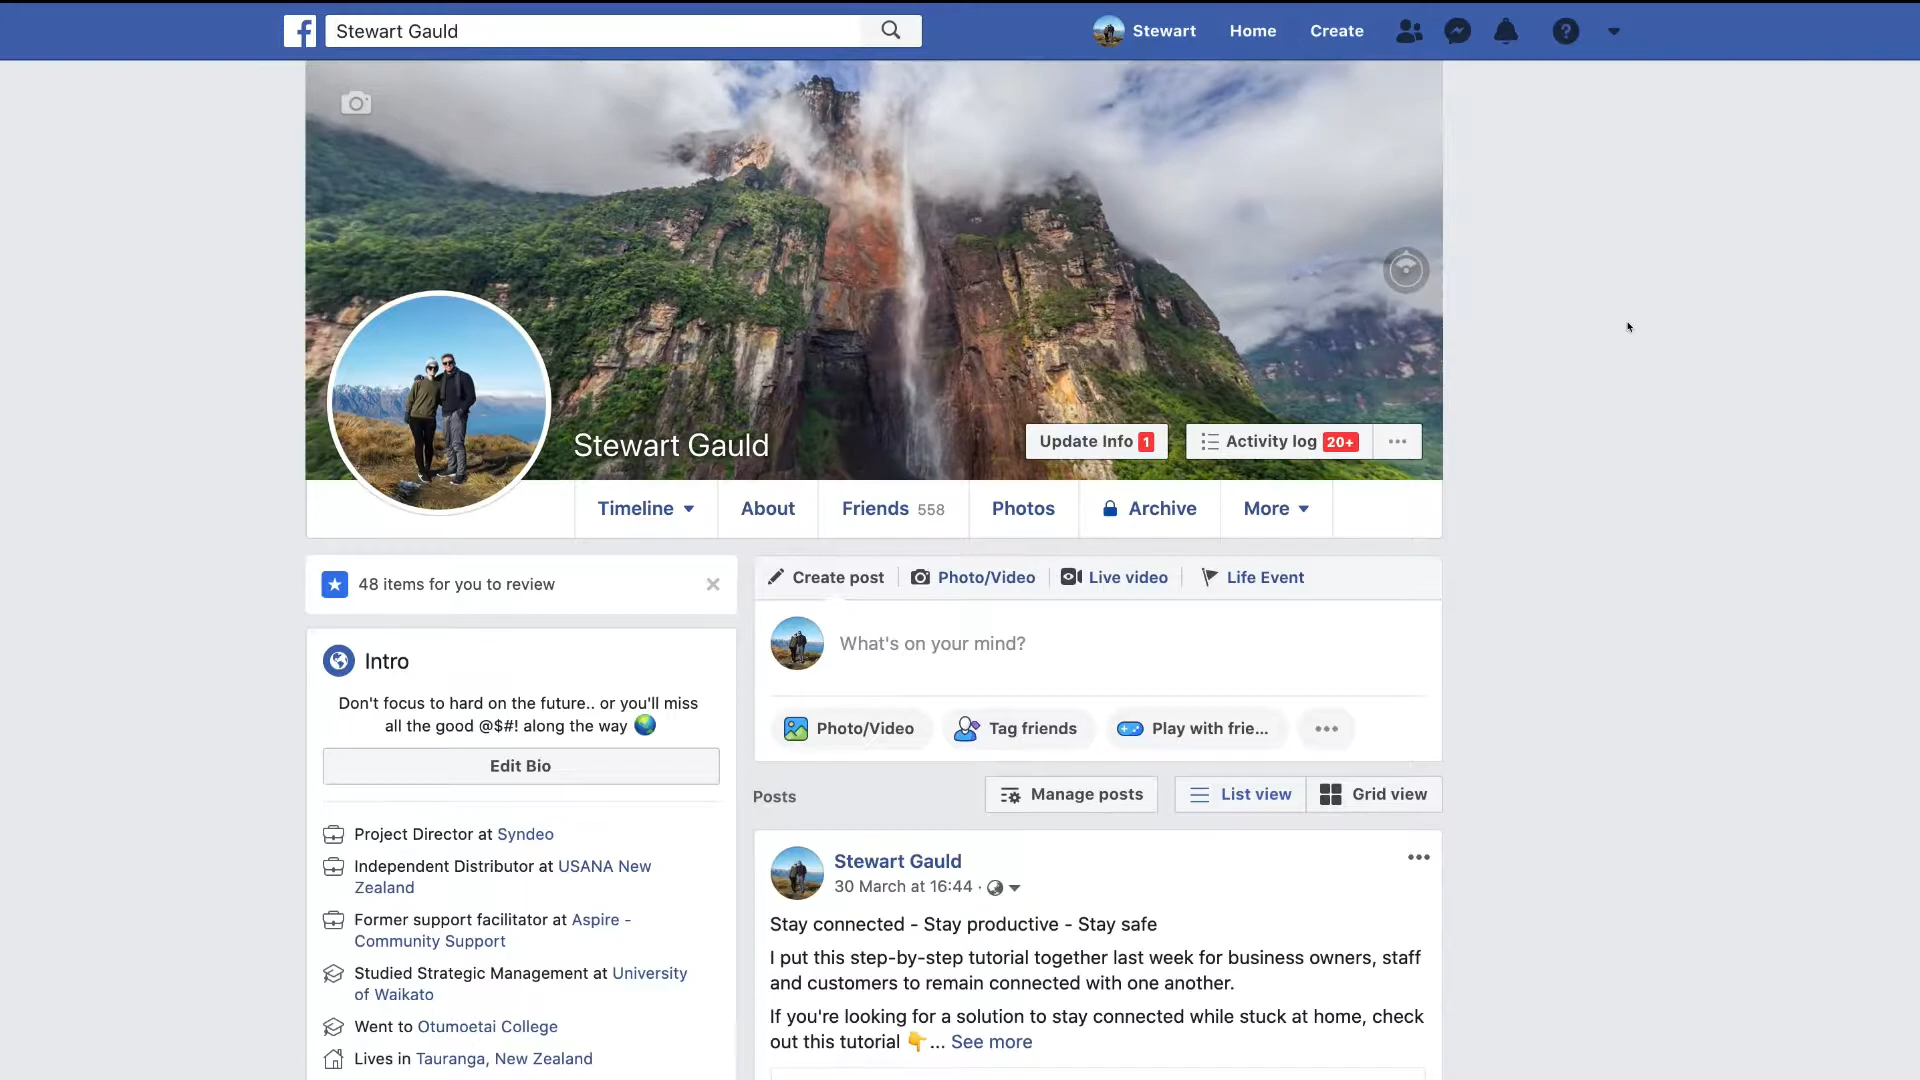 Stewart Gauld
Stewart
Home
Create
Stewart Gauld
Update Info 1
Activity log 20+
Timeline
About
Friends 558
Photos
Archive
More
48 items for you to review
Intro
Don't focus to hard on the future.. or you'll miss
all the good @$#! along the way
Edit Bio
Project Director at Syndeo
Independent Distributor at USANA New
Zealand
Former support facilitator at Aspire -
Community Support
Studied Strategic Management at University
of Waikato
Went to Otumoetai College
Lives in Tauranga, New Zealand
Create post
Photo/Video
Live video
Life Event
What's on your mind?
Photo/Video
Tag friends
Play with frie...
Posts
Manage posts
List view
Grid view
Stewart Gauld
30 March at 16:44 ·
Stay connected - Stay productive - Stay safe
I put this step-by-step tutorial together last week for business owners, staff
and customers to remain connected with one another.
If you're looking for a solution to stay connected while stuck at home, check
out this tutorial 👇... See more